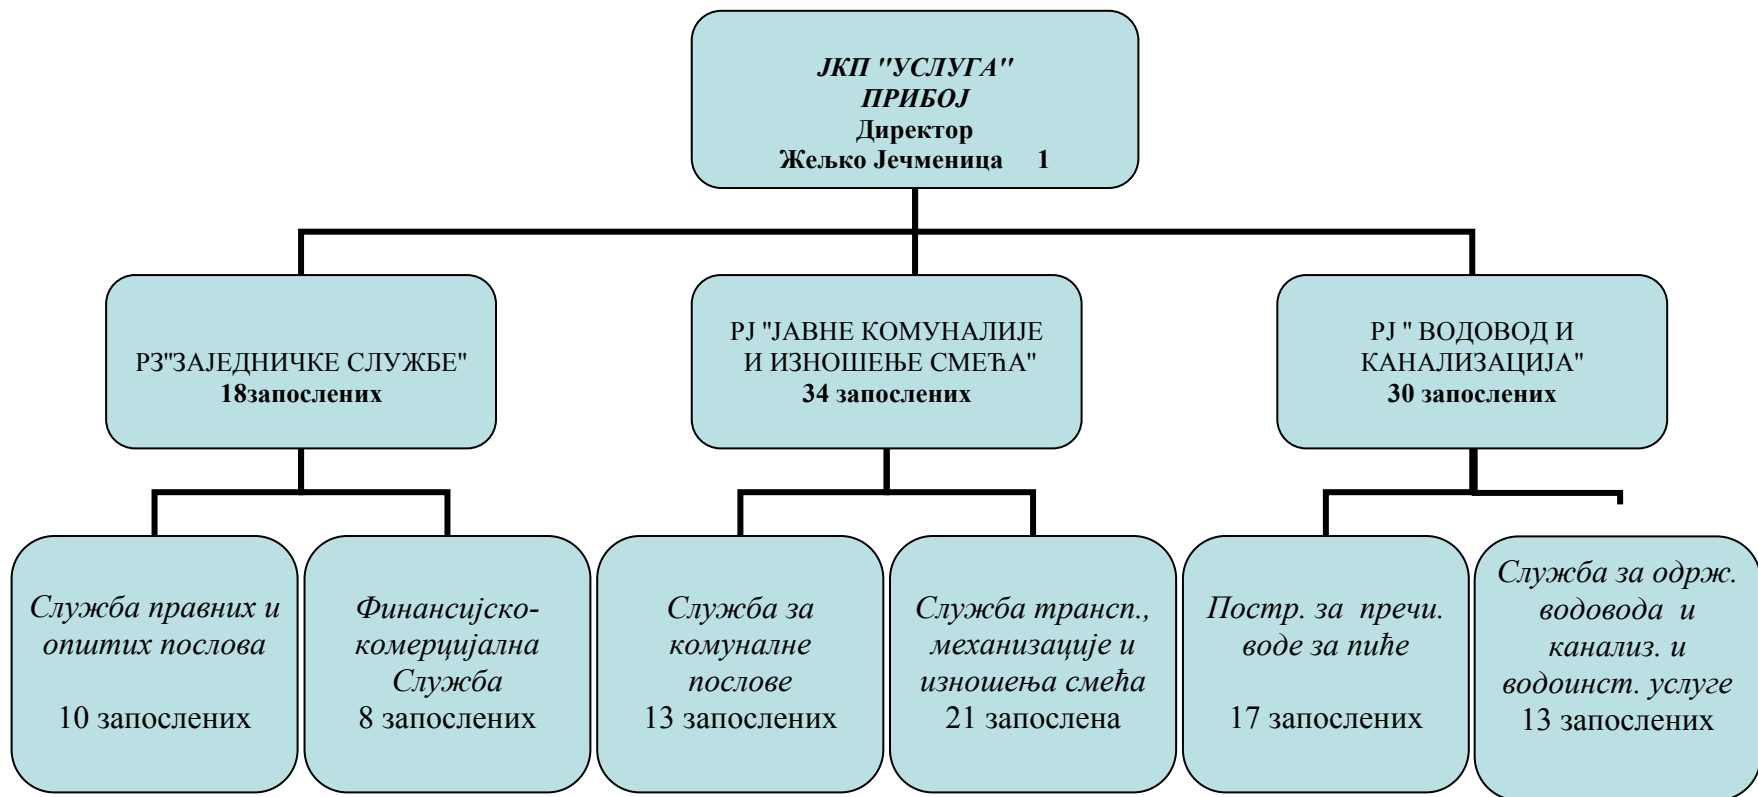 ЈКП "УСЛУГА"
ПРИБОЈ
Директор
Жељко Јечменица 1
РЗ"ЗАЈЕДНИЧКЕ СЛУЖБЕ"
18запослених
РЈ "ЈАВНЕ КОМУНАЛИЈЕ
И ИЗНОШЕЊЕ СМЕЋА"
34 запослених
РЈ " ВОДОВОД И
КАНАЛИЗАЦИЈА"
30 запослених
Служба правних и
општих послова
10 запослених
Финансијско-
комерцијална
Служба
8 запослених
Служба за
комуналне
послове
13 запослених
Служба трансп.,
механизације и
изношења смећа
21 запослена
Постр. за пречи.
воде за пиће
17 запослених
Служба за одрж.
водовода и
канализ. и
водоинст. услуге
13 запослених